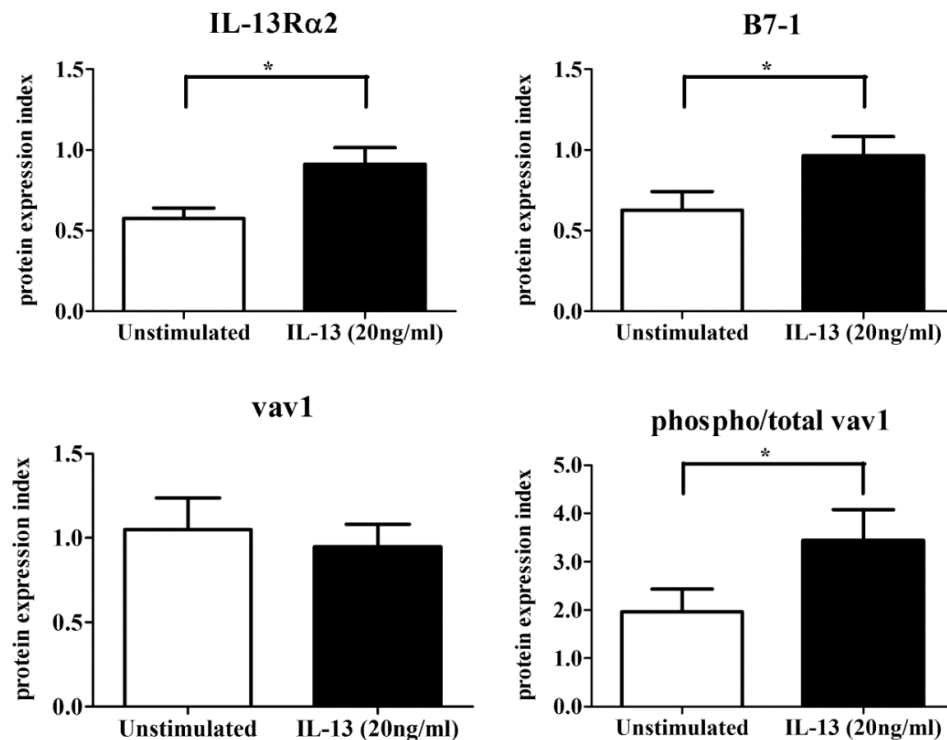 IL-13Rα2
*
1.5
1.0
0.5
0.0
protein expression index
Unstimulated
IL-13 (20ng/ml)
B7-1
*
1.5
1.0
0.5
0.0
protein expression index
Unstimulated
IL-13 (20ng/ml)
vav1
1.5
1.0
0.5
0.0
protein expression index
Unstimulated
IL-13 (20ng/ml)
phospho/total vav1
*
5.0
4.0
3.0
2.0
1.0
0.0
protein expression index
Unstimulated
IL-13 (20ng/ml)